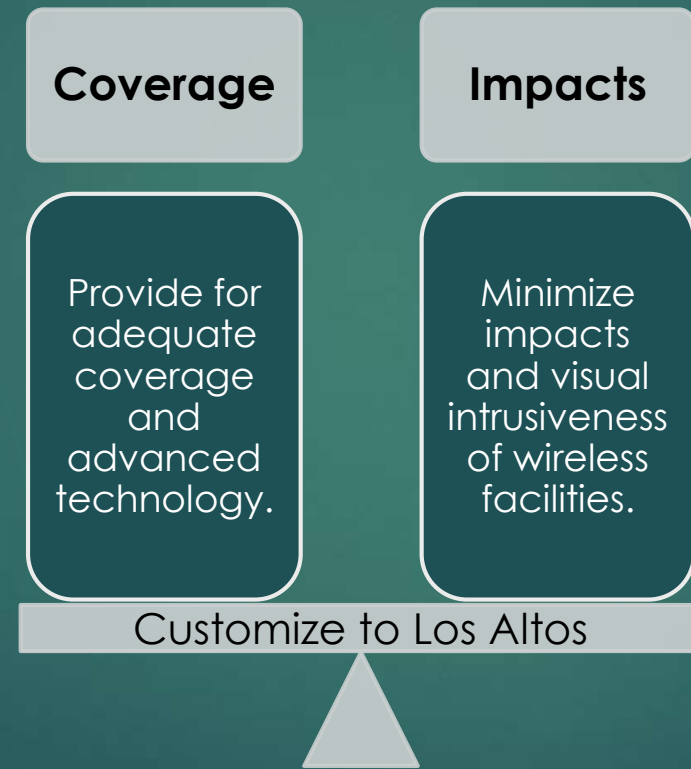 Coverage
Impacts
Provide for
adequate
coverage
and
advanced
technology.
Minimize
impacts
and visual
intrusiveness
of wireless
facilities.
Customize to Los Altos